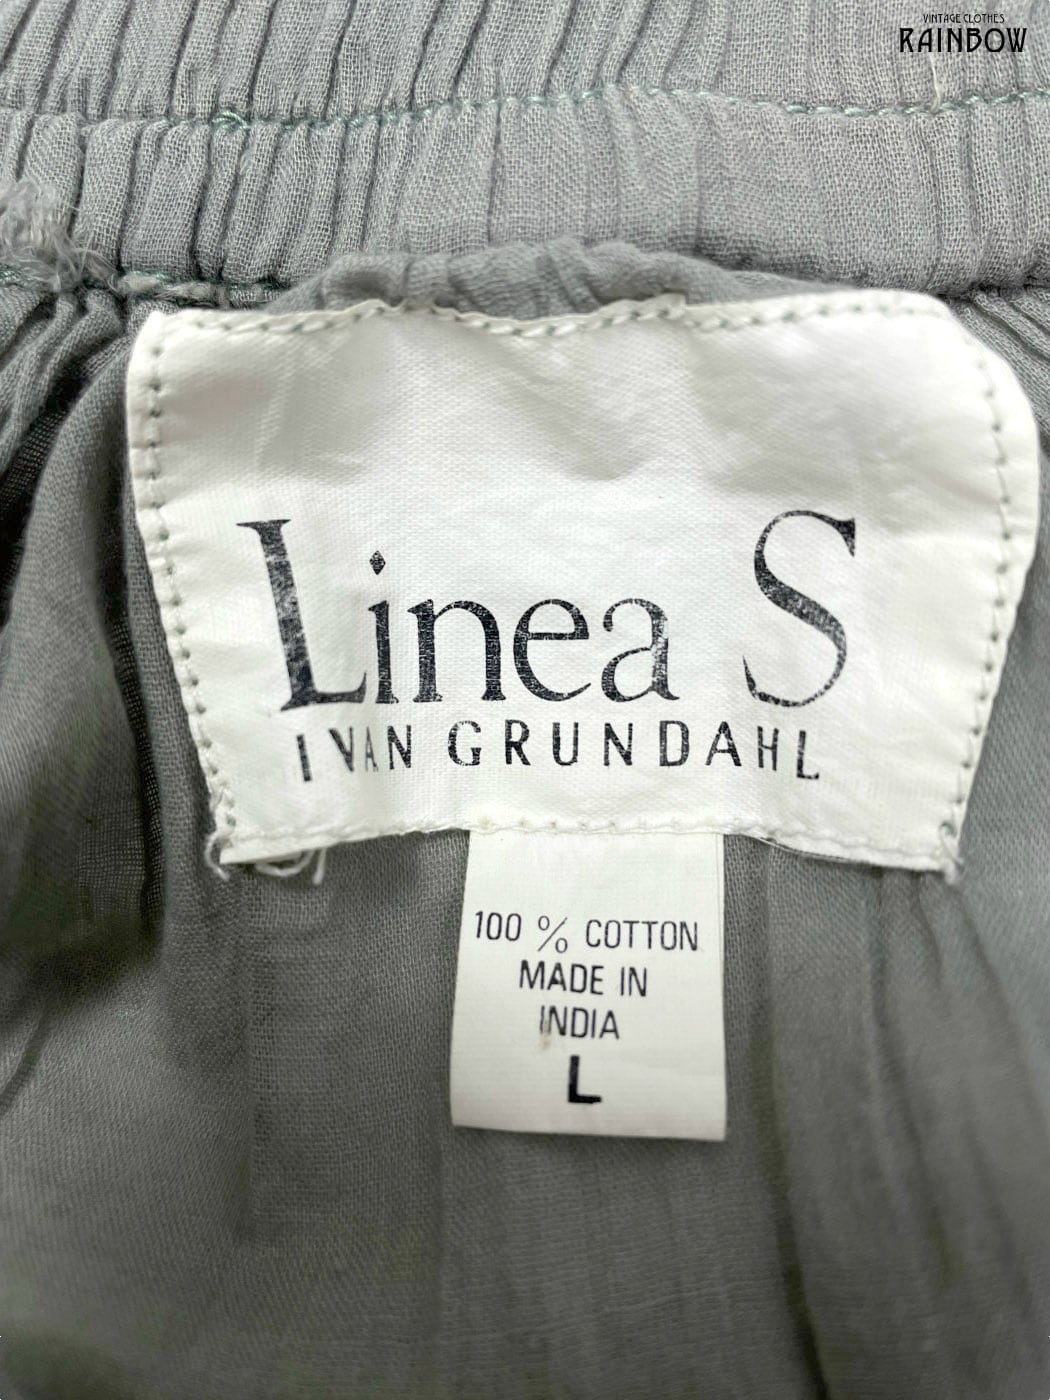 VINTAGE CLOTHES
RAINBOW
Linea S
IVAN GRUNDAHL
100 % COTTON
MADE IN
INDIA
L